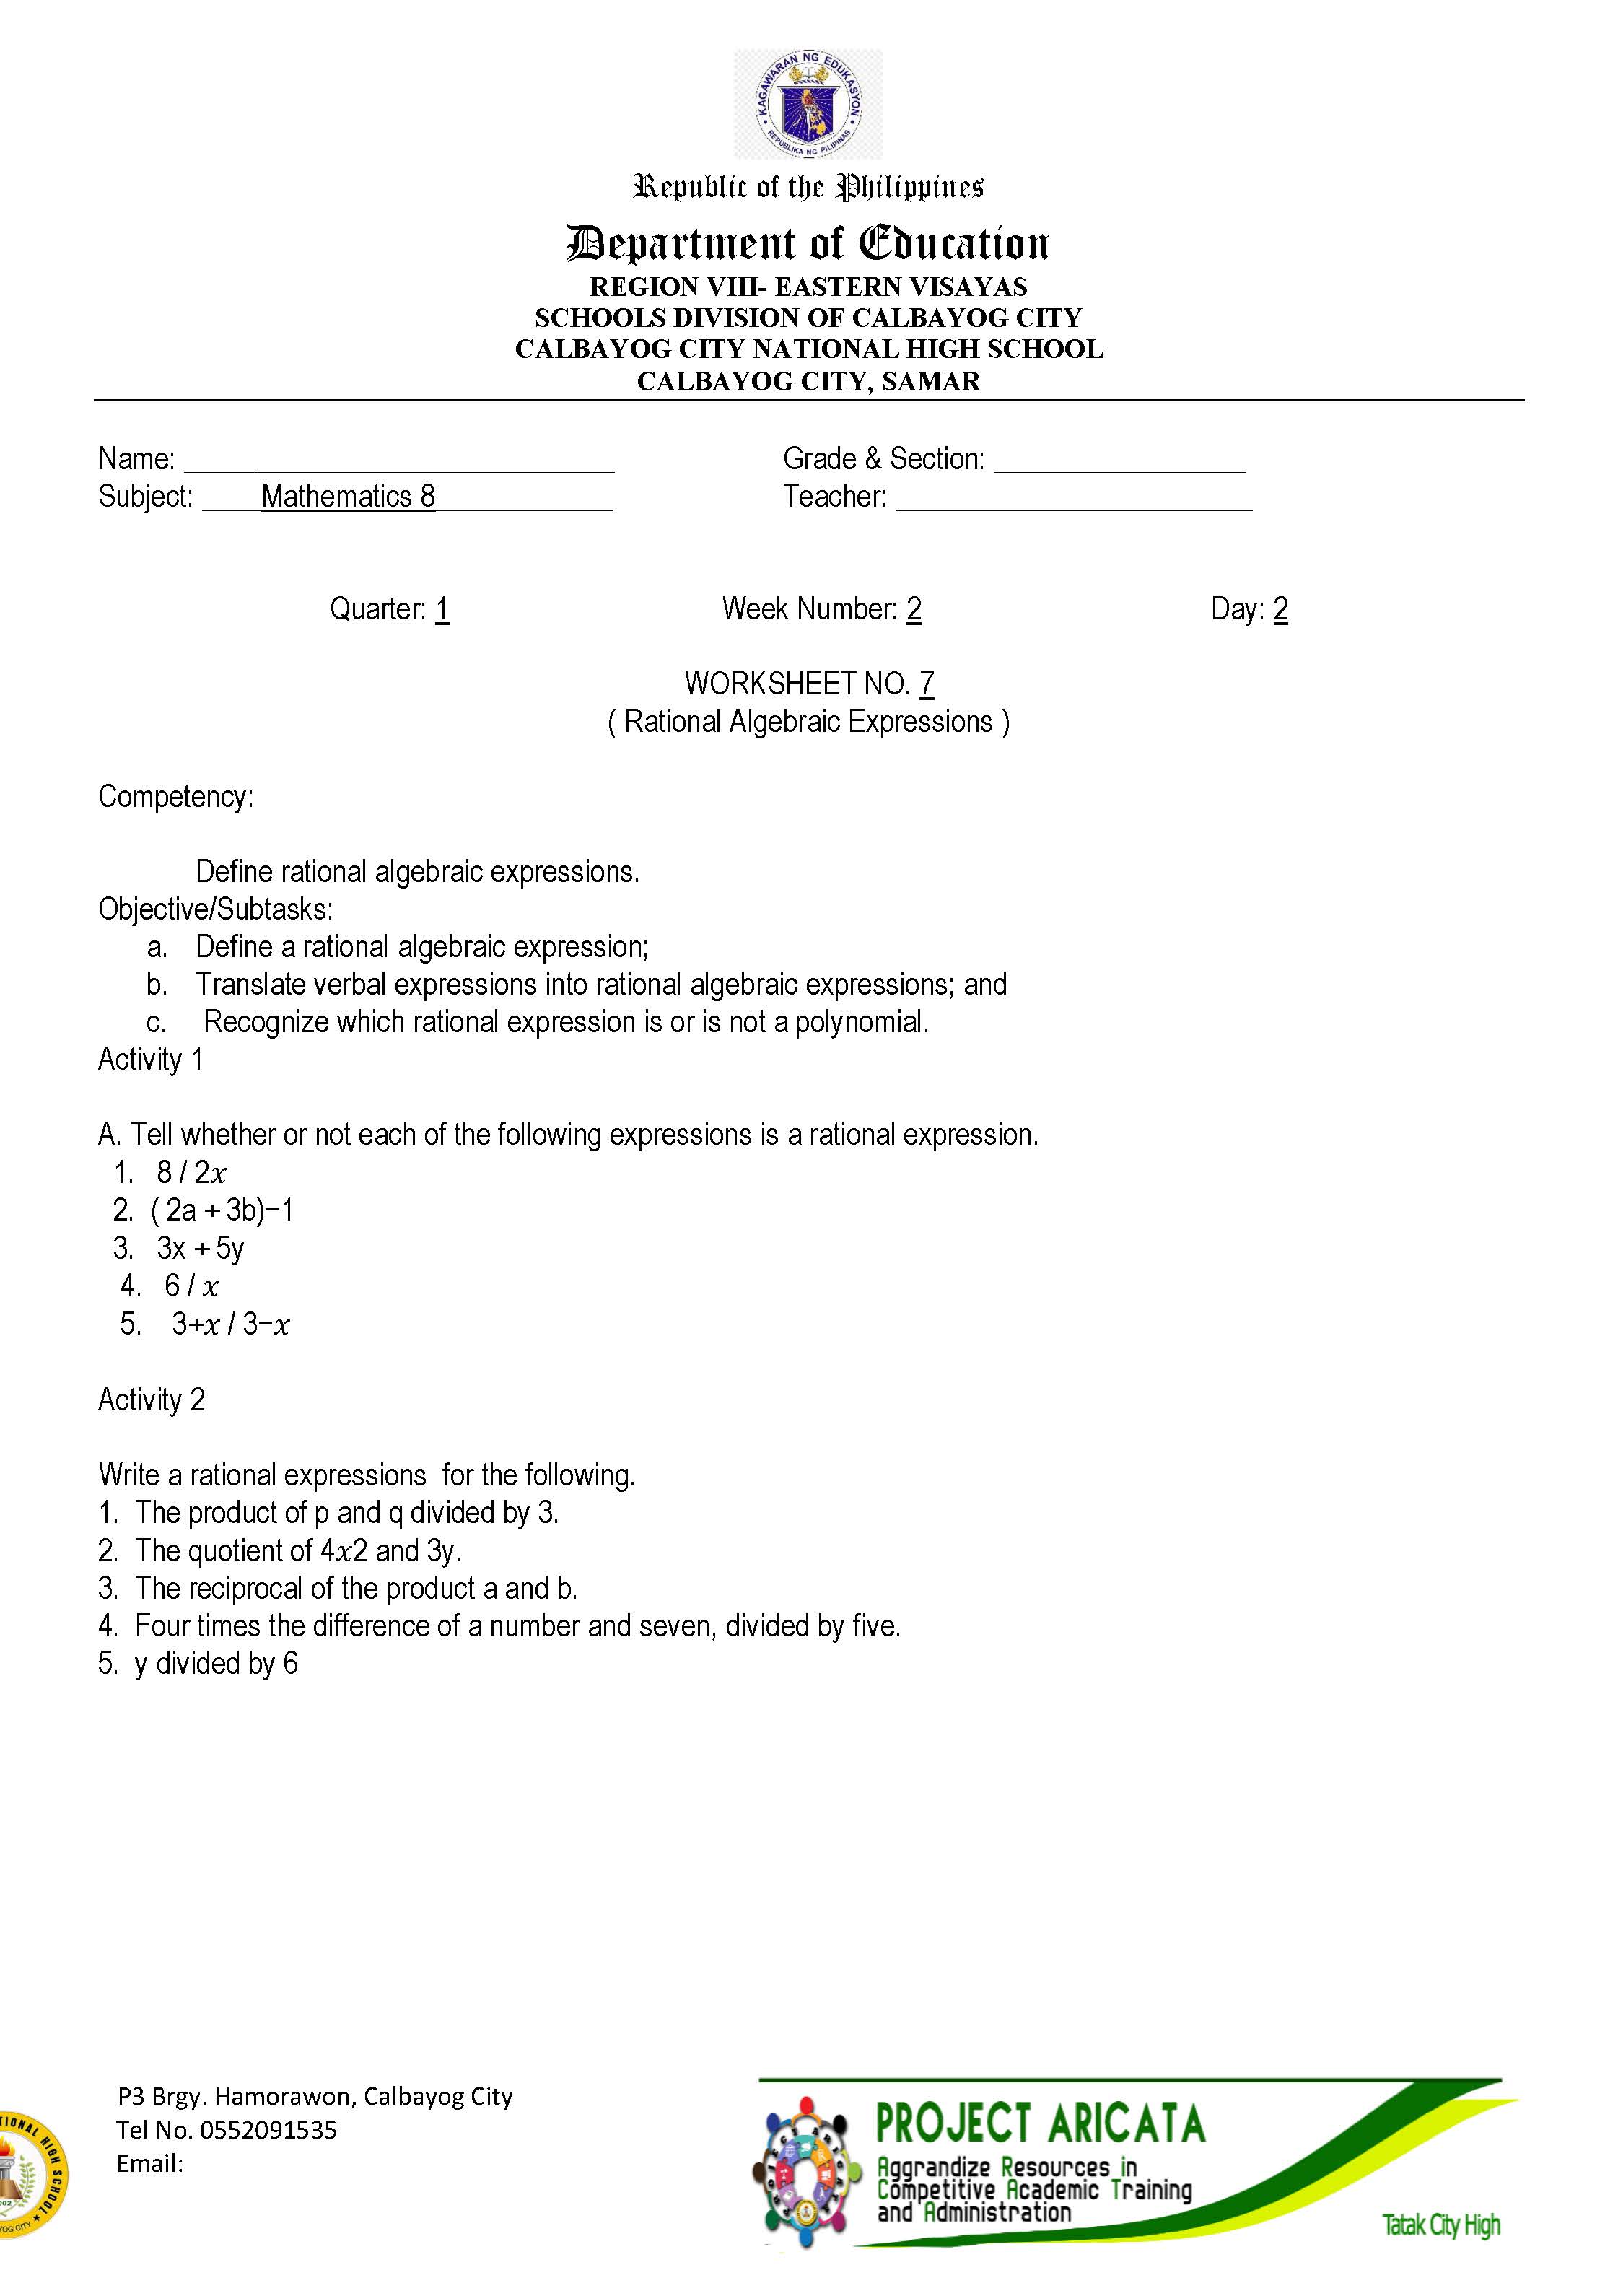 KAGAWARAN NG EDUKASYON
REPUBLIKA NG PILIPINAS
Republic of the Philippines
Department of Education
REGION VIII- EASTERN VISAYAS
SCHOOLS DIVISION OF CALBAYOG CITY
CALBAYOG CITY NATIONAL HIGH SCHOOL
CALBAYOG CITY, SAMAR
Name: ____________________________ Grade & Section: ________________
Subject: ____Mathematics 8____________ Teacher: _______________________
Quarter: 1 Week Number: 2 Day: 2
WORKSHEET NO. 7
( Rational Algebraic Expressions )
Competency:
Define rational algebraic expressions.
Objective/Subtasks:
a. Define a rational algebraic expression;
b. Translate verbal expressions into rational algebraic expressions; and
c. Recognize which rational expression is or is not a polynomial.
Activity 1
A. Tell whether or not each of the following expressions is a rational expression.
1. 8 / 2𝑥
2. ( 2a + 3b)−1
3. 3x + 5y
4. 6 / 𝑥
5. 3+𝑥 / 3−𝑥
Activity 2
Write a rational expressions for the following.
1. The product of p and q divided by 3.
2. The quotient of 4𝑥2 and 3y.
3. The reciprocal of the product a and b.
4. Four times the difference of a number and seven, divided by five.
5. y divided by 6
P3 Brgy. Hamorawon, Calbayog City
Tel No. 0552091535
Email:
HIGH SCHOOL
PROJECT ARICATA
Aggrandize Resources in
Competitive Academic Training
and Administration
Tatak City High